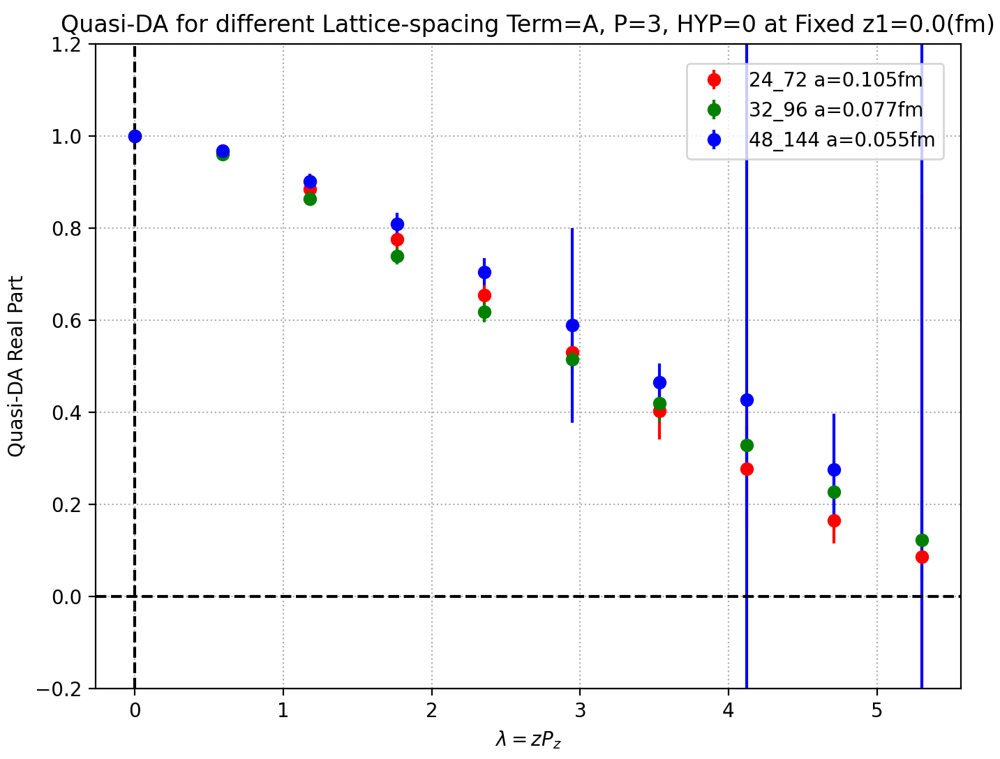 Quasi-DA for different Lattice-spacing Term=A, P=3, HYP=0 at Fixed z1=0.0(fm)
1.2
1.0
0.8
0.6
0.4
0.2
0.0
−0.2
Quasi-DA Real Part
24_72 a=0.105fm
32_96 a=0.077fm
48_144 a=0.055fm
0 1 2 3 4 5
λ = zP_z